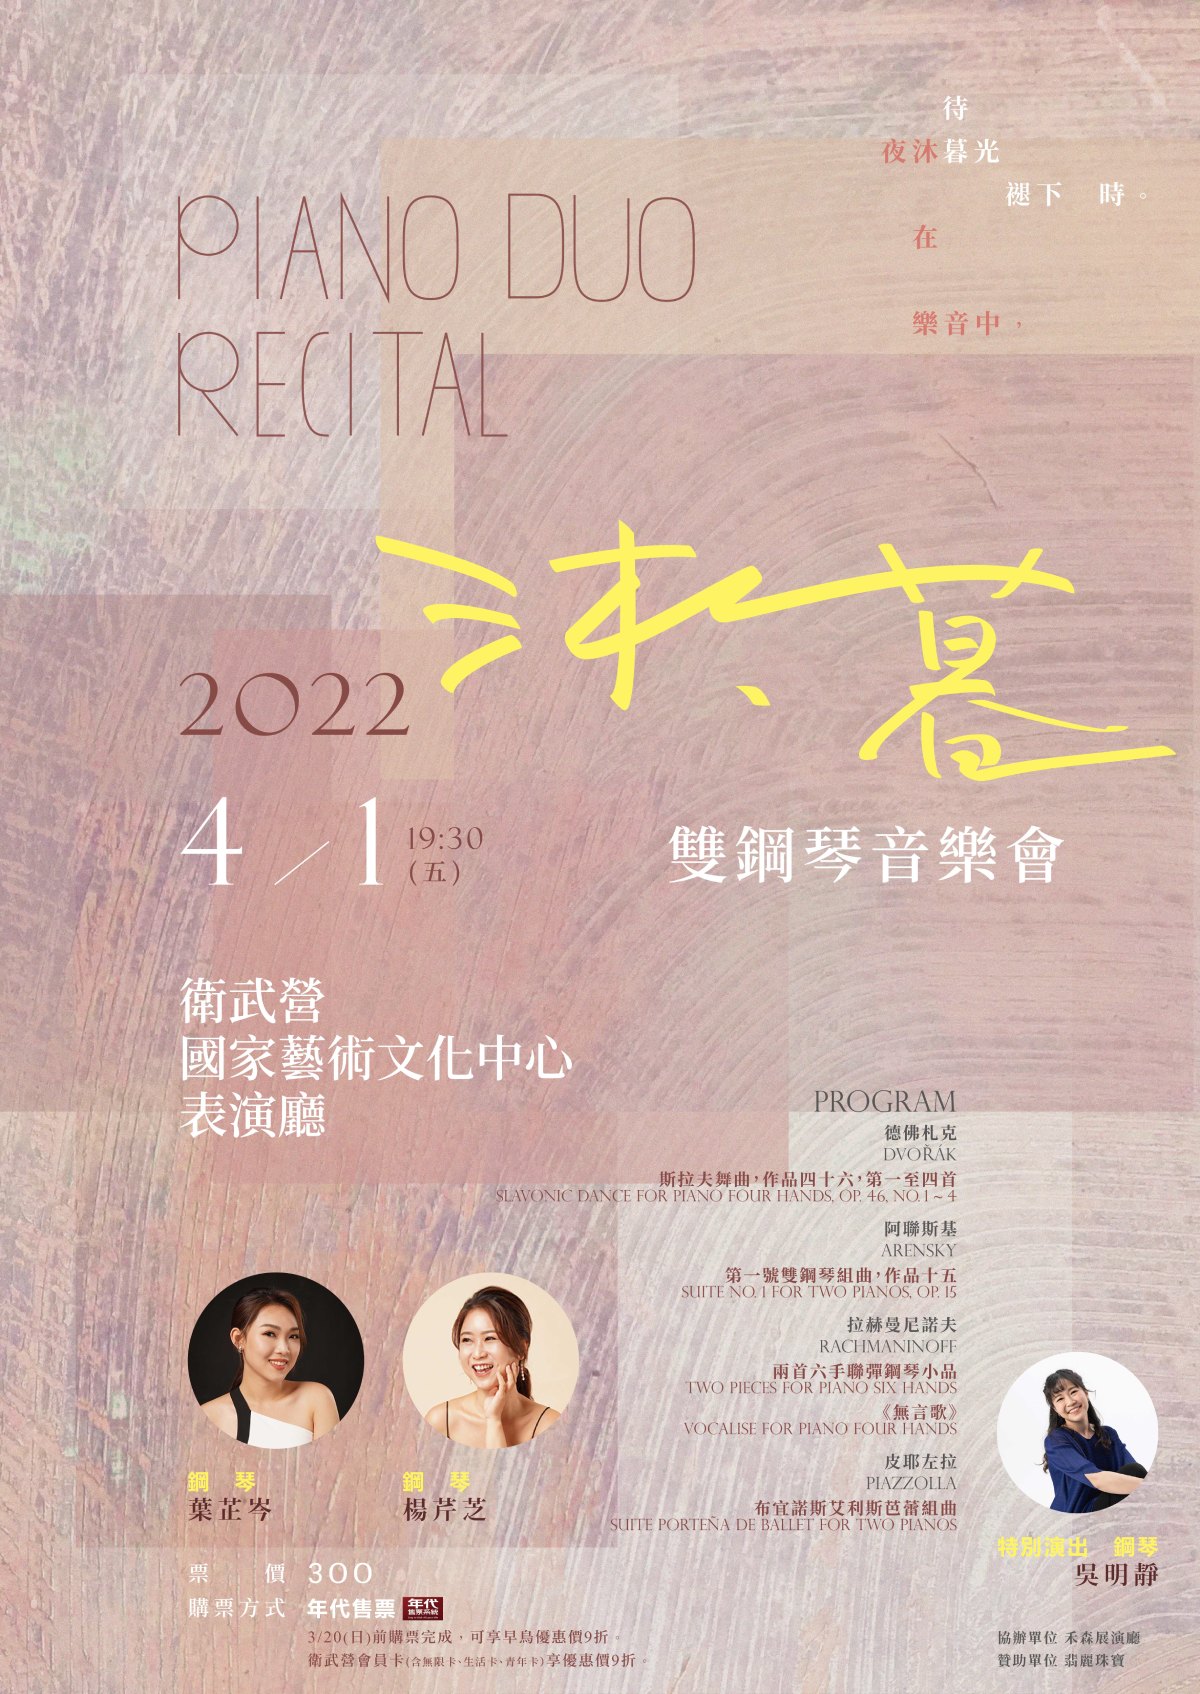 待
夜沐暮光
褪下 時。
在
樂音中，
PIANO DUO
RECITAL
沐暮
2022
4/1 19:30
(五)
雙鋼琴音樂會
衛武營
國家藝術文化中心
表演廳
PROGRAM
德佛札克
DVOŘÁK
斯拉夫舞曲，作品四十六，第一至四首
SLAVONIC DANCE FOR PIANO FOUR HANDS, OP. 46, NO.1 ~ 4
阿聯斯基
ARENSKY
第一號雙鋼琴組曲，作品十五
SUITE NO. 1 FOR TWO PIANOS, OP. 15
拉赫曼尼諾夫
RACHMANINOFF
兩首六手聯彈鋼琴小品
TWO PIECES FOR PIANO SIX HANDS
《無言歌》
VOCALISE FOR PIANO FOUR HANDS
皮耶左拉
PIAZZOLLA
布宜諾斯艾利斯芭蕾組曲
SUITE PORTEÑA DE BALLET FOR TWO PIANOS
鋼 琴
葉芷岑
鋼 琴
楊芹芝
特別演出 鋼琴
吳明靜
票 價 300
購票方式 年代售票 年代
售票系統
3/20(日)前購票完成，可享早鳥優惠價9折。
衛武營會員卡(含無限卡、生活卡、青年卡)享優惠價9折。
協辦單位 禾森展演廳
贊助單位 翡麗珠寶